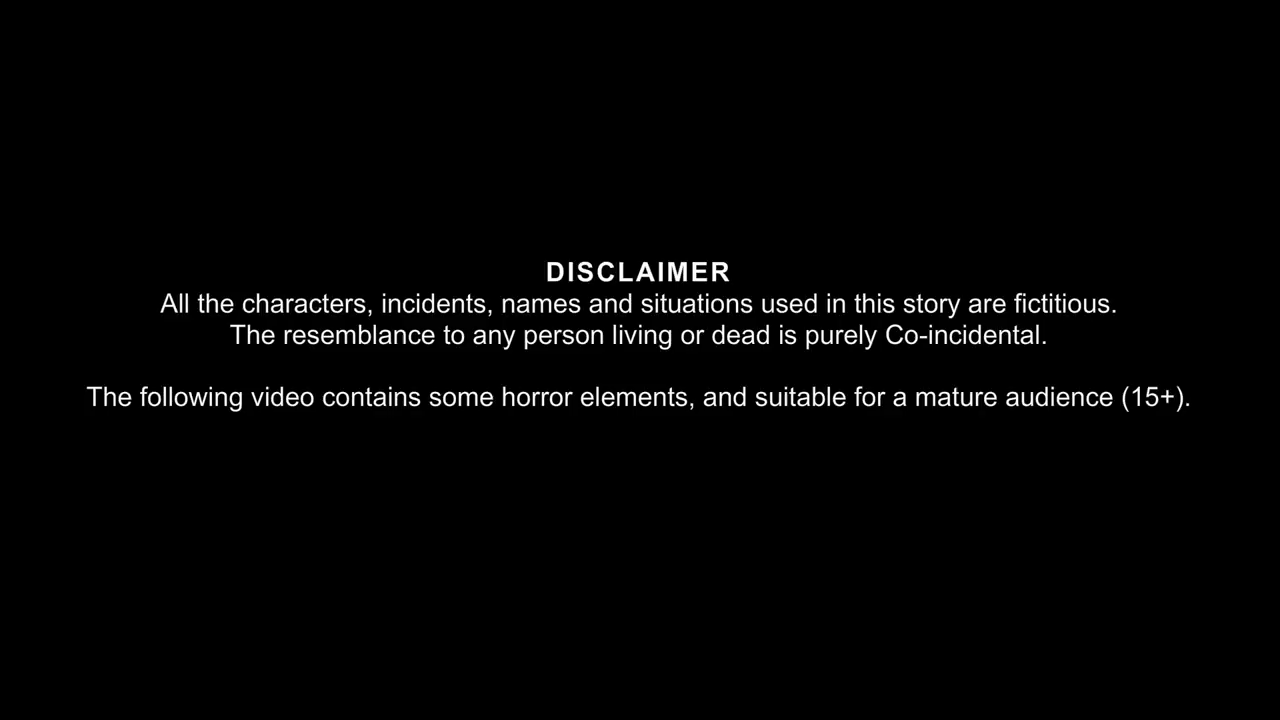 DISCLAIMER
All the characters, incidents, names and situations used in this story are fictitious.
The resemblance to any person living or dead is purely Co-incidental.
The following video contains some horror elements, and suitable for a mature audience (15+).